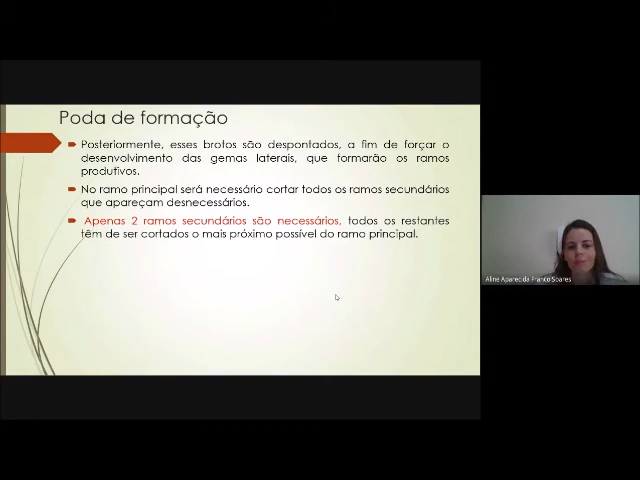 Poda de formação
Posteriormente, esses brotos são despontados, a fim de forçar o
desenvolvimento das gemas laterais, que formarão os ramos
produtivos.
No ramo principal será necessário cortar todos os ramos secundários
que apareçam desnecessários.
Apenas 2 ramos secundários são necessários, todos os restantes
têm de ser cortados o mais próximo possível do ramo principal.
Aline Aparecida Franco Soares